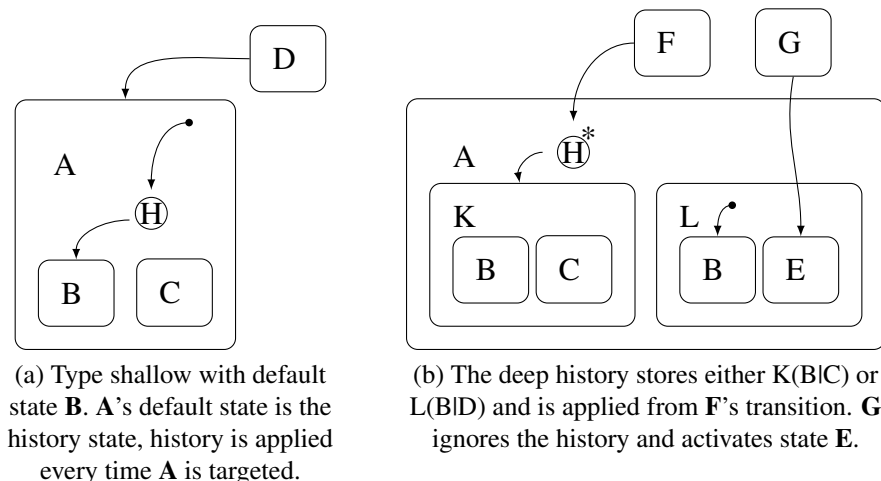 D
A
H
B
C
(a) Type shallow with default
state B. A's default state is the
history state, history is applied
every time A is targeted.
F
G
H*
A
K
B
C
L
B
E
(b) The deep history stores either K(B|C) or
L(B|D) and is applied from F's transition. G
ignores the history and activates state E.